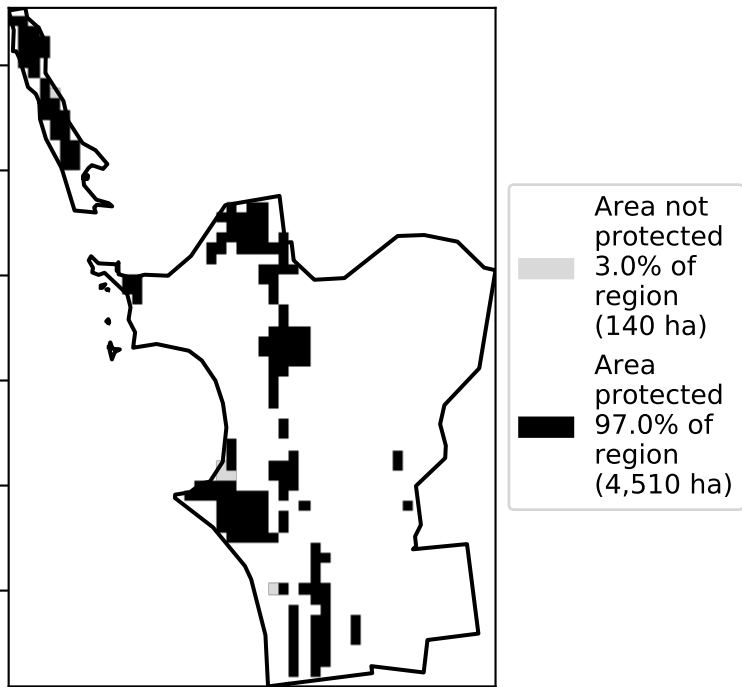 Area not
protected
3.0% of
region
(140 ha)
Area
protected
97.0% of
region
(4,510 ha)